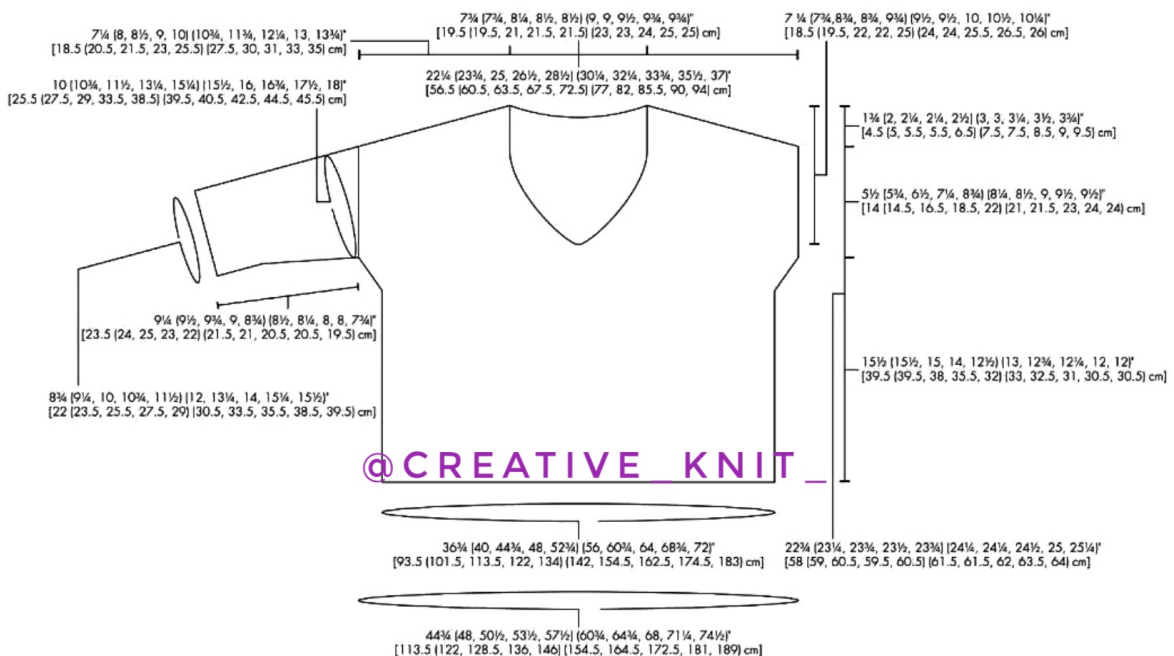 7¾ (7¾, 8¼, 8½, 8½) (9, 9, 9½, 9¾, 9¾)"
[19.5 (19.5, 21, 21.5, 21.5) (23, 23, 24, 25, 25) cm]
7 ¼ (7¾,8¾, 8¾, 9¾) (9½, 9½, 10, 10½, 10¼)"
[18.5 (19.5, 22, 22, 25) (24, 24, 25.5, 26.5, 26) cm]
7¼ (8, 8½, 9, 10) (10¾, 11¾, 12¼, 13, 13¾)"
[18.5 (20.5, 21.5, 23, 25.5) (27.5, 30, 31, 33, 35) cm]
22¼ (23¾, 25, 26½, 28½) (30¼, 32¼, 33¾, 35½, 37)"
[56.5 (60.5, 63.5, 67.5, 72.5) (77, 82, 85.5, 90, 94) cm]
10 (10¾, 11½, 13¼, 15¼) (15½, 16, 16¾, 17½, 18)"
[25.5 (27.5, 29, 33.5, 38.5) (39.5, 40.5, 42.5, 44.5, 45.5) cm]
1¾ (2, 2¼, 2¼, 2½) (3, 3, 3¼, 3½, 3¾)"
[4.5 (5, 5.5, 5.5, 6.5) (7.5, 7.5, 8.5, 9, 9.5) cm]
5½ (5¾, 6½, 7¼, 8¾) (8¼, 8½, 9, 9½, 9½)"
[14 (14.5, 16.5, 18.5, 22) (21, 21.5, 23, 24, 24) cm]
9¼ (9½, 9¾, 9, 8¾) (8½, 8¼, 8, 8, 7¾)"
[23.5 (24, 25, 23, 22) (21.5, 21, 20.5, 20.5, 19.5) cm]
15½ (15½, 15, 14, 12½) (13, 12¾, 12¼, 12, 12)"
[39.5 (39.5, 38, 35.5, 32) (33, 32.5, 31, 30.5, 30.5) cm]
8¾ (9¼, 10, 10¾, 11½) (12, 13¼, 14, 15¼, 15½)"
[22 (23.5, 25.5, 27.5, 29) (30.5, 33.5, 35.5, 38.5, 39.5) cm]
@CREATIVE_KNIT_
36¾ (40, 44¾, 48, 52¾) (56, 60¾, 64, 68¾, 72)"
[93.5 (101.5, 113.5, 122, 134) (142, 154.5, 162.5, 174.5, 183) cm]
22¾ (23¼, 23¾, 23½, 23¾) (24¼, 24¼, 24½, 25, 25¼)"
[58 (59, 60.5, 59.5, 60.5) (61.5, 61.5, 62, 63.5, 64) cm]
44¾ (48, 50½, 53½, 57½) (60¾, 64¾, 68, 71¼, 74½)"
[113.5 (122, 128.5, 136, 146) (154.5, 164.5, 172.5, 181, 189) cm]